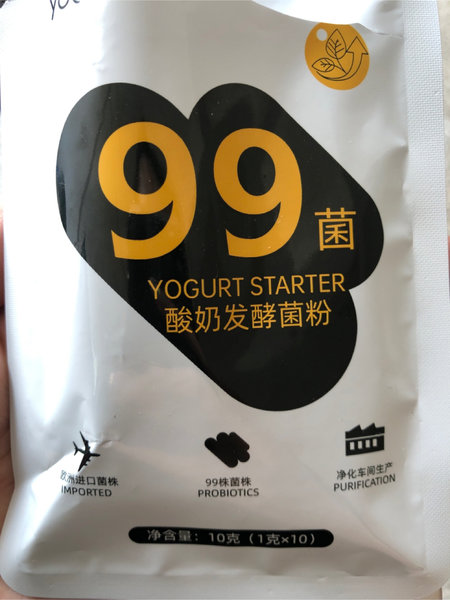 99菌
YOGURT STARTER
酸奶发酵菌粉
欧洲进口菌株
IMPORTED
99株菌株
PROBIOTICS
净化车间生产
PURIFICATION
净含量：10克（1克×10）